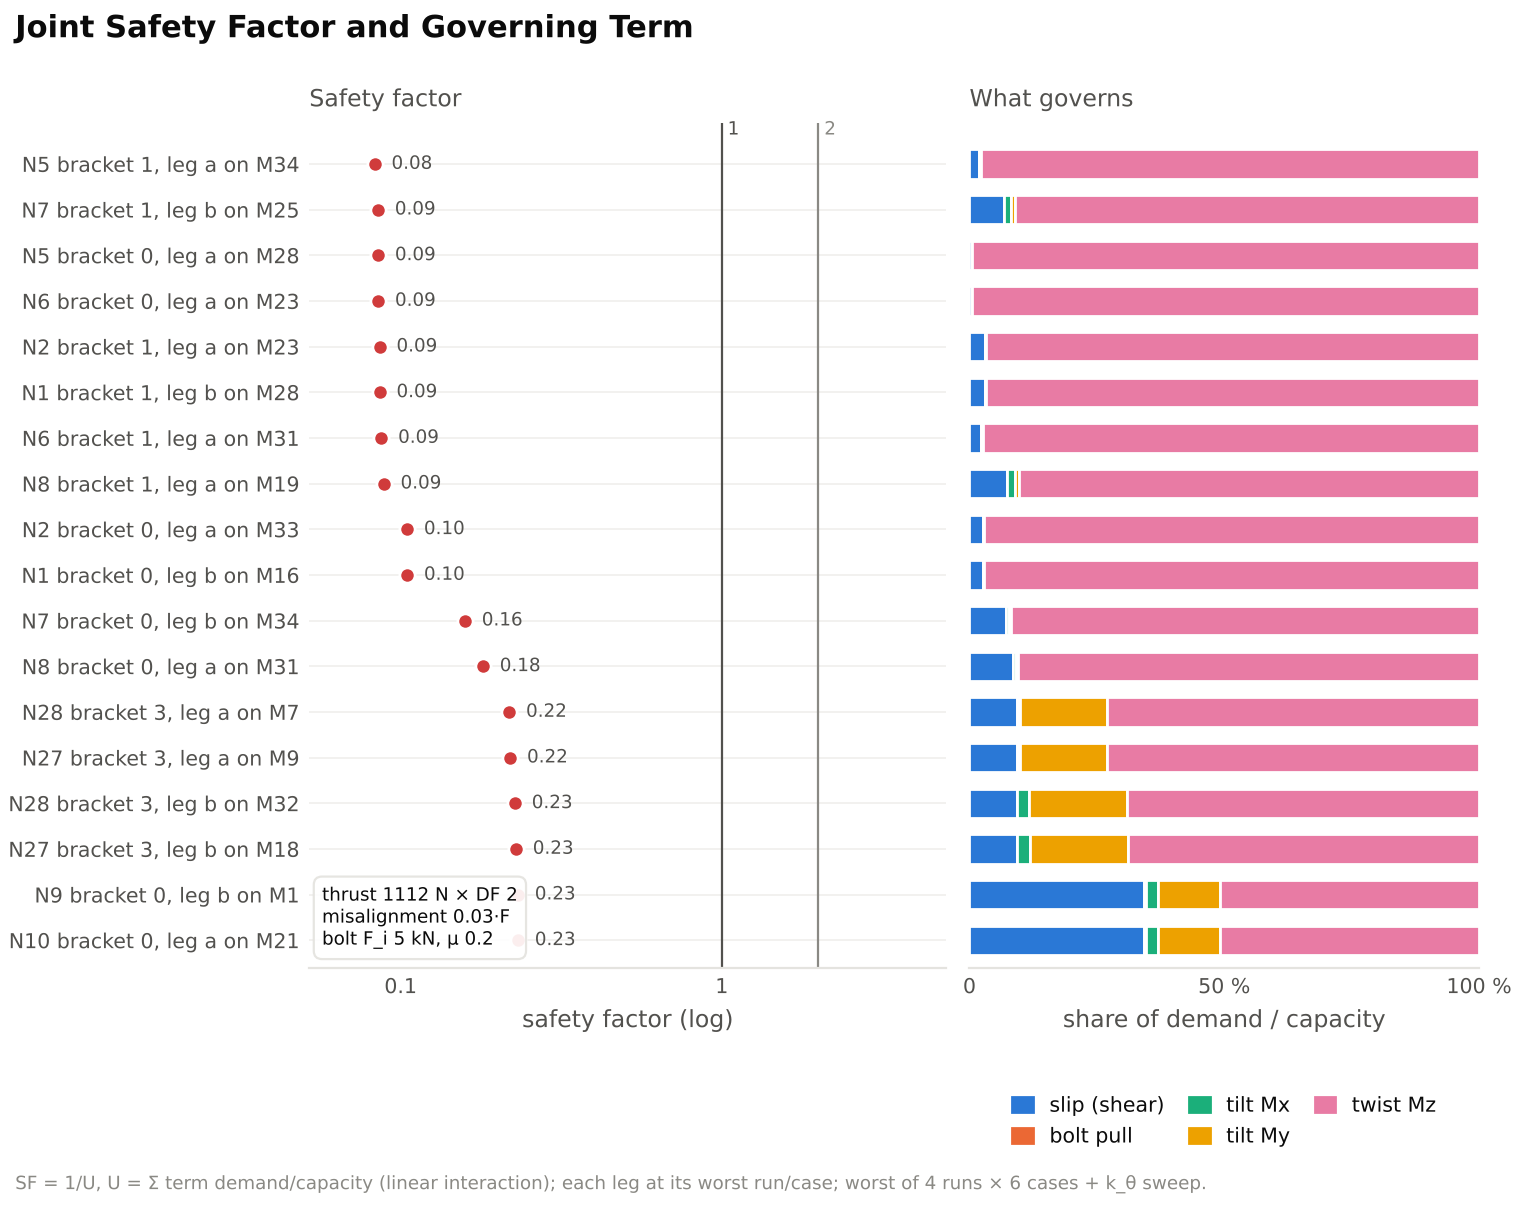 Joint Safety Factor and Governing Term
Safety factor
What governs
1
2
N5 bracket 1, leg a on M34
0.08
N7 bracket 1, leg b on M25
0.09
N5 bracket 0, leg a on M28
0.09
N6 bracket 0, leg a on M23
0.09
N2 bracket 1, leg a on M23
0.09
N1 bracket 1, leg b on M28
0.09
N6 bracket 1, leg a on M31
0.09
N8 bracket 1, leg a on M19
0.09
N2 bracket 0, leg a on M33
0.10
N1 bracket 0, leg b on M16
0.10
N7 bracket 0, leg b on M34
0.16
N8 bracket 0, leg a on M31
0.18
N28 bracket 3, leg a on M7
0.22
N27 bracket 3, leg a on M9
0.22
N28 bracket 3, leg b on M32
0.23
N27 bracket 3, leg b on M18
0.23
N9 bracket 0, leg b on M1
0.23
N10 bracket 0, leg a on M21
0.23
thrust 1112 N × DF 2
misalignment 0.03·F
bolt F_i 5 kN, μ 0.2
0.1
1
safety factor (log)
0
50 %
100 %
share of demand / capacity
slip (shear)
tilt Mx
twist Mz
bolt pull
tilt My
SF = 1/U, U = Σ term demand/capacity (linear interaction); each leg at its worst run/case; worst of 4 runs × 6 cases + k_θ sweep.